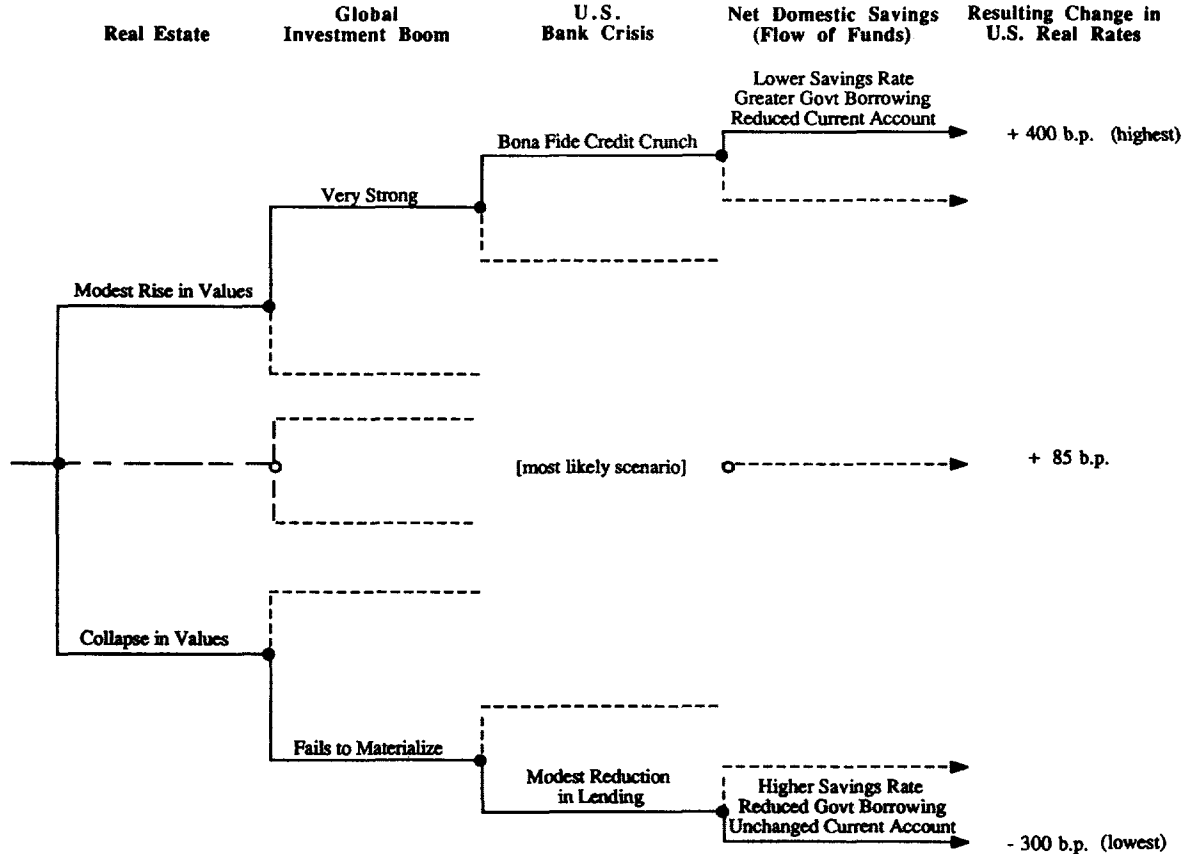 Real Estate
Global
Investment Boom
U.S.
Bank Crisis
Net Domestic Savings
(Flow of Funds)
Resulting Change in
U.S. Real Rates
Lower Savings Rate
Greater Govt Borrowing
Reduced Current Account
+ 400 b.p. (highest)
Bona Fide Credit Crunch
Very Strong
Modest Rise in Values
[most likely scenario]
+ 85 b.p.
Collapse in Values
Fails to Materialize
Modest Reduction
in Lending
Higher Savings Rate
Reduced Govt Borrowing
Unchanged Current Account
- 300 b.p. (lowest)